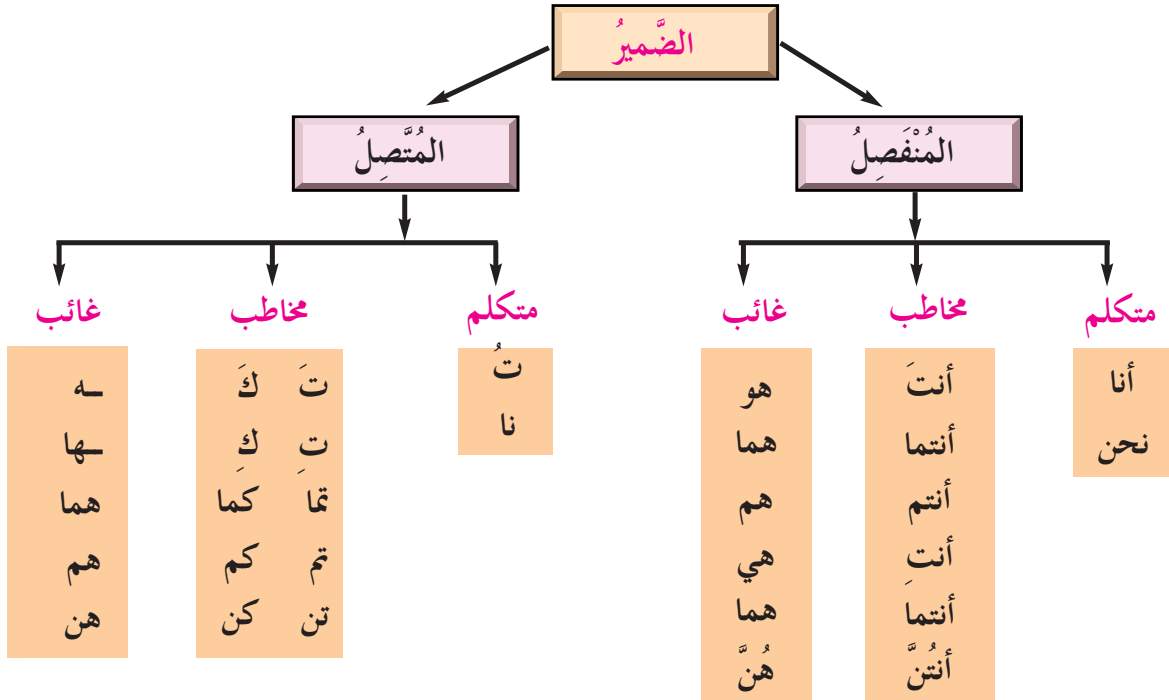 الضَّميرُ
المُنْفَصِلُ
المُتَّصِلُ
متكلم
مخاطب
غائب
أنا
نحن
أنتَ
أنتما
أنتم
أنتِ
أنتما
أنتُنَّ
هو
هما
هم
هي
هما
هُنَّ
متكلم
مخاطب
غائب
تُ
نا
تَ كَ
تِ كِ
تما كما
تم كم
تن كن
ـه
ـها
هما
هم
هن